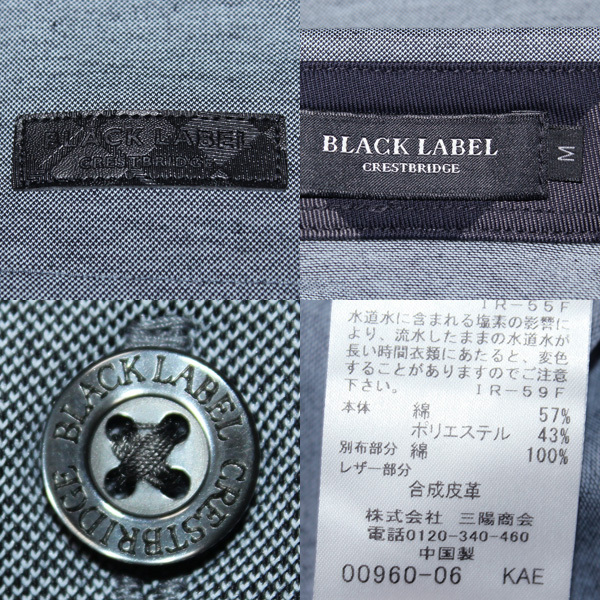 BLACK LABEL
CRESTBRIDGE
BLACK LABEL
CRESTBRIDGE
M
BLACK LABEL
CRESTBRIDGE
IR-55F
水道水に含まれる塩素の影響に
より、流水したままの水道水が
長い時間衣類にあたると、変色
することがありますのでご注意
下さい。 IR-59F
本体 綿 57%
ポリエステル 43%
別布部分 綿 100%
レザー部分
合成皮革
株式会社 三陽商会
電話0120-340-460
中国製
00960-06 KAE